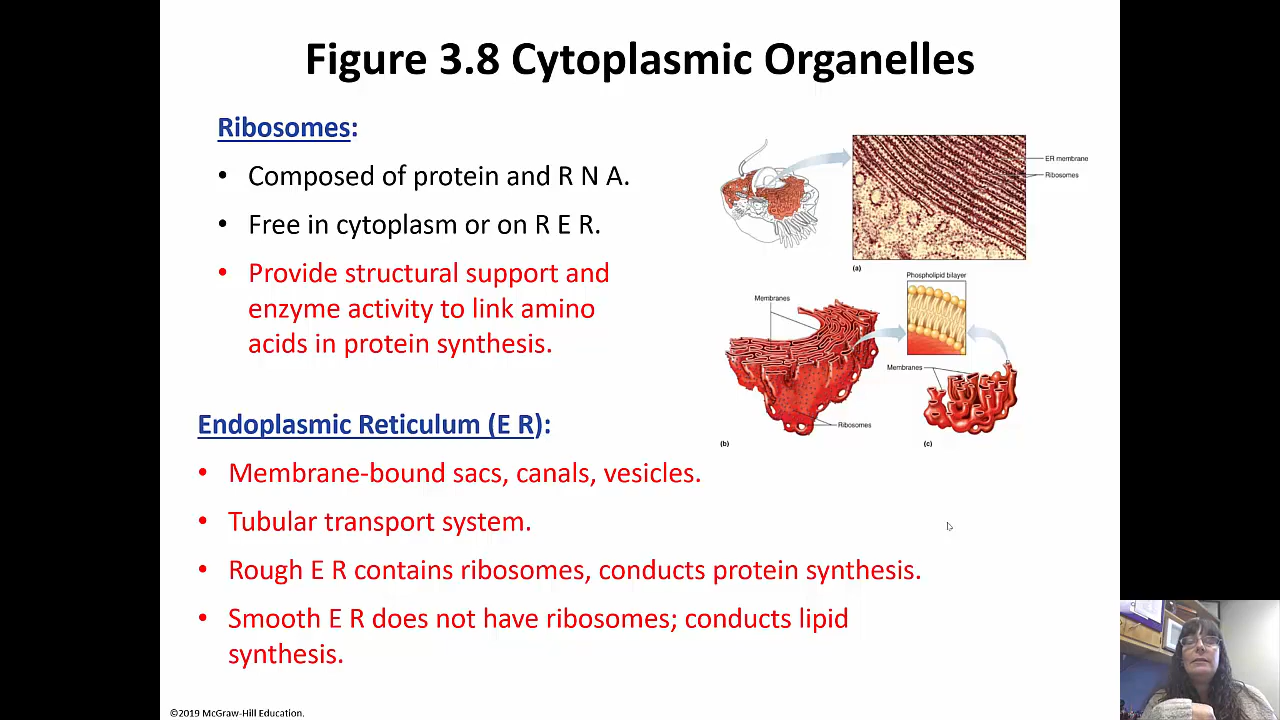 Figure 3.8 Cytoplasmic Organelles
Ribosomes:
• Composed of protein and R N A.
• Free in cytoplasm or on R E R.
• Provide structural support and
enzyme activity to link amino
acids in protein synthesis.
ER membrane
Ribosomes
(a)
Phospholipid bilayer
Membranes
Membranes
Ribosomes
(b)
(c)
Endoplasmic Reticulum (E R):
• Membrane-bound sacs, canals, vesicles.
• Tubular transport system.
• Rough E R contains ribosomes, conducts protein synthesis.
• Smooth E R does not have ribosomes; conducts lipid
synthesis.
©2019 McGraw-Hill Education.